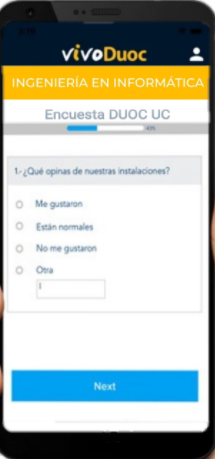 vivoDuoc
INGENIERÍA EN INFORMÁTICA
Encuesta DUOC UC
1.-¿Qué opinas de nuestras instalaciones?
Me gustaron
Están normales
No me gustaron
Otra
Next